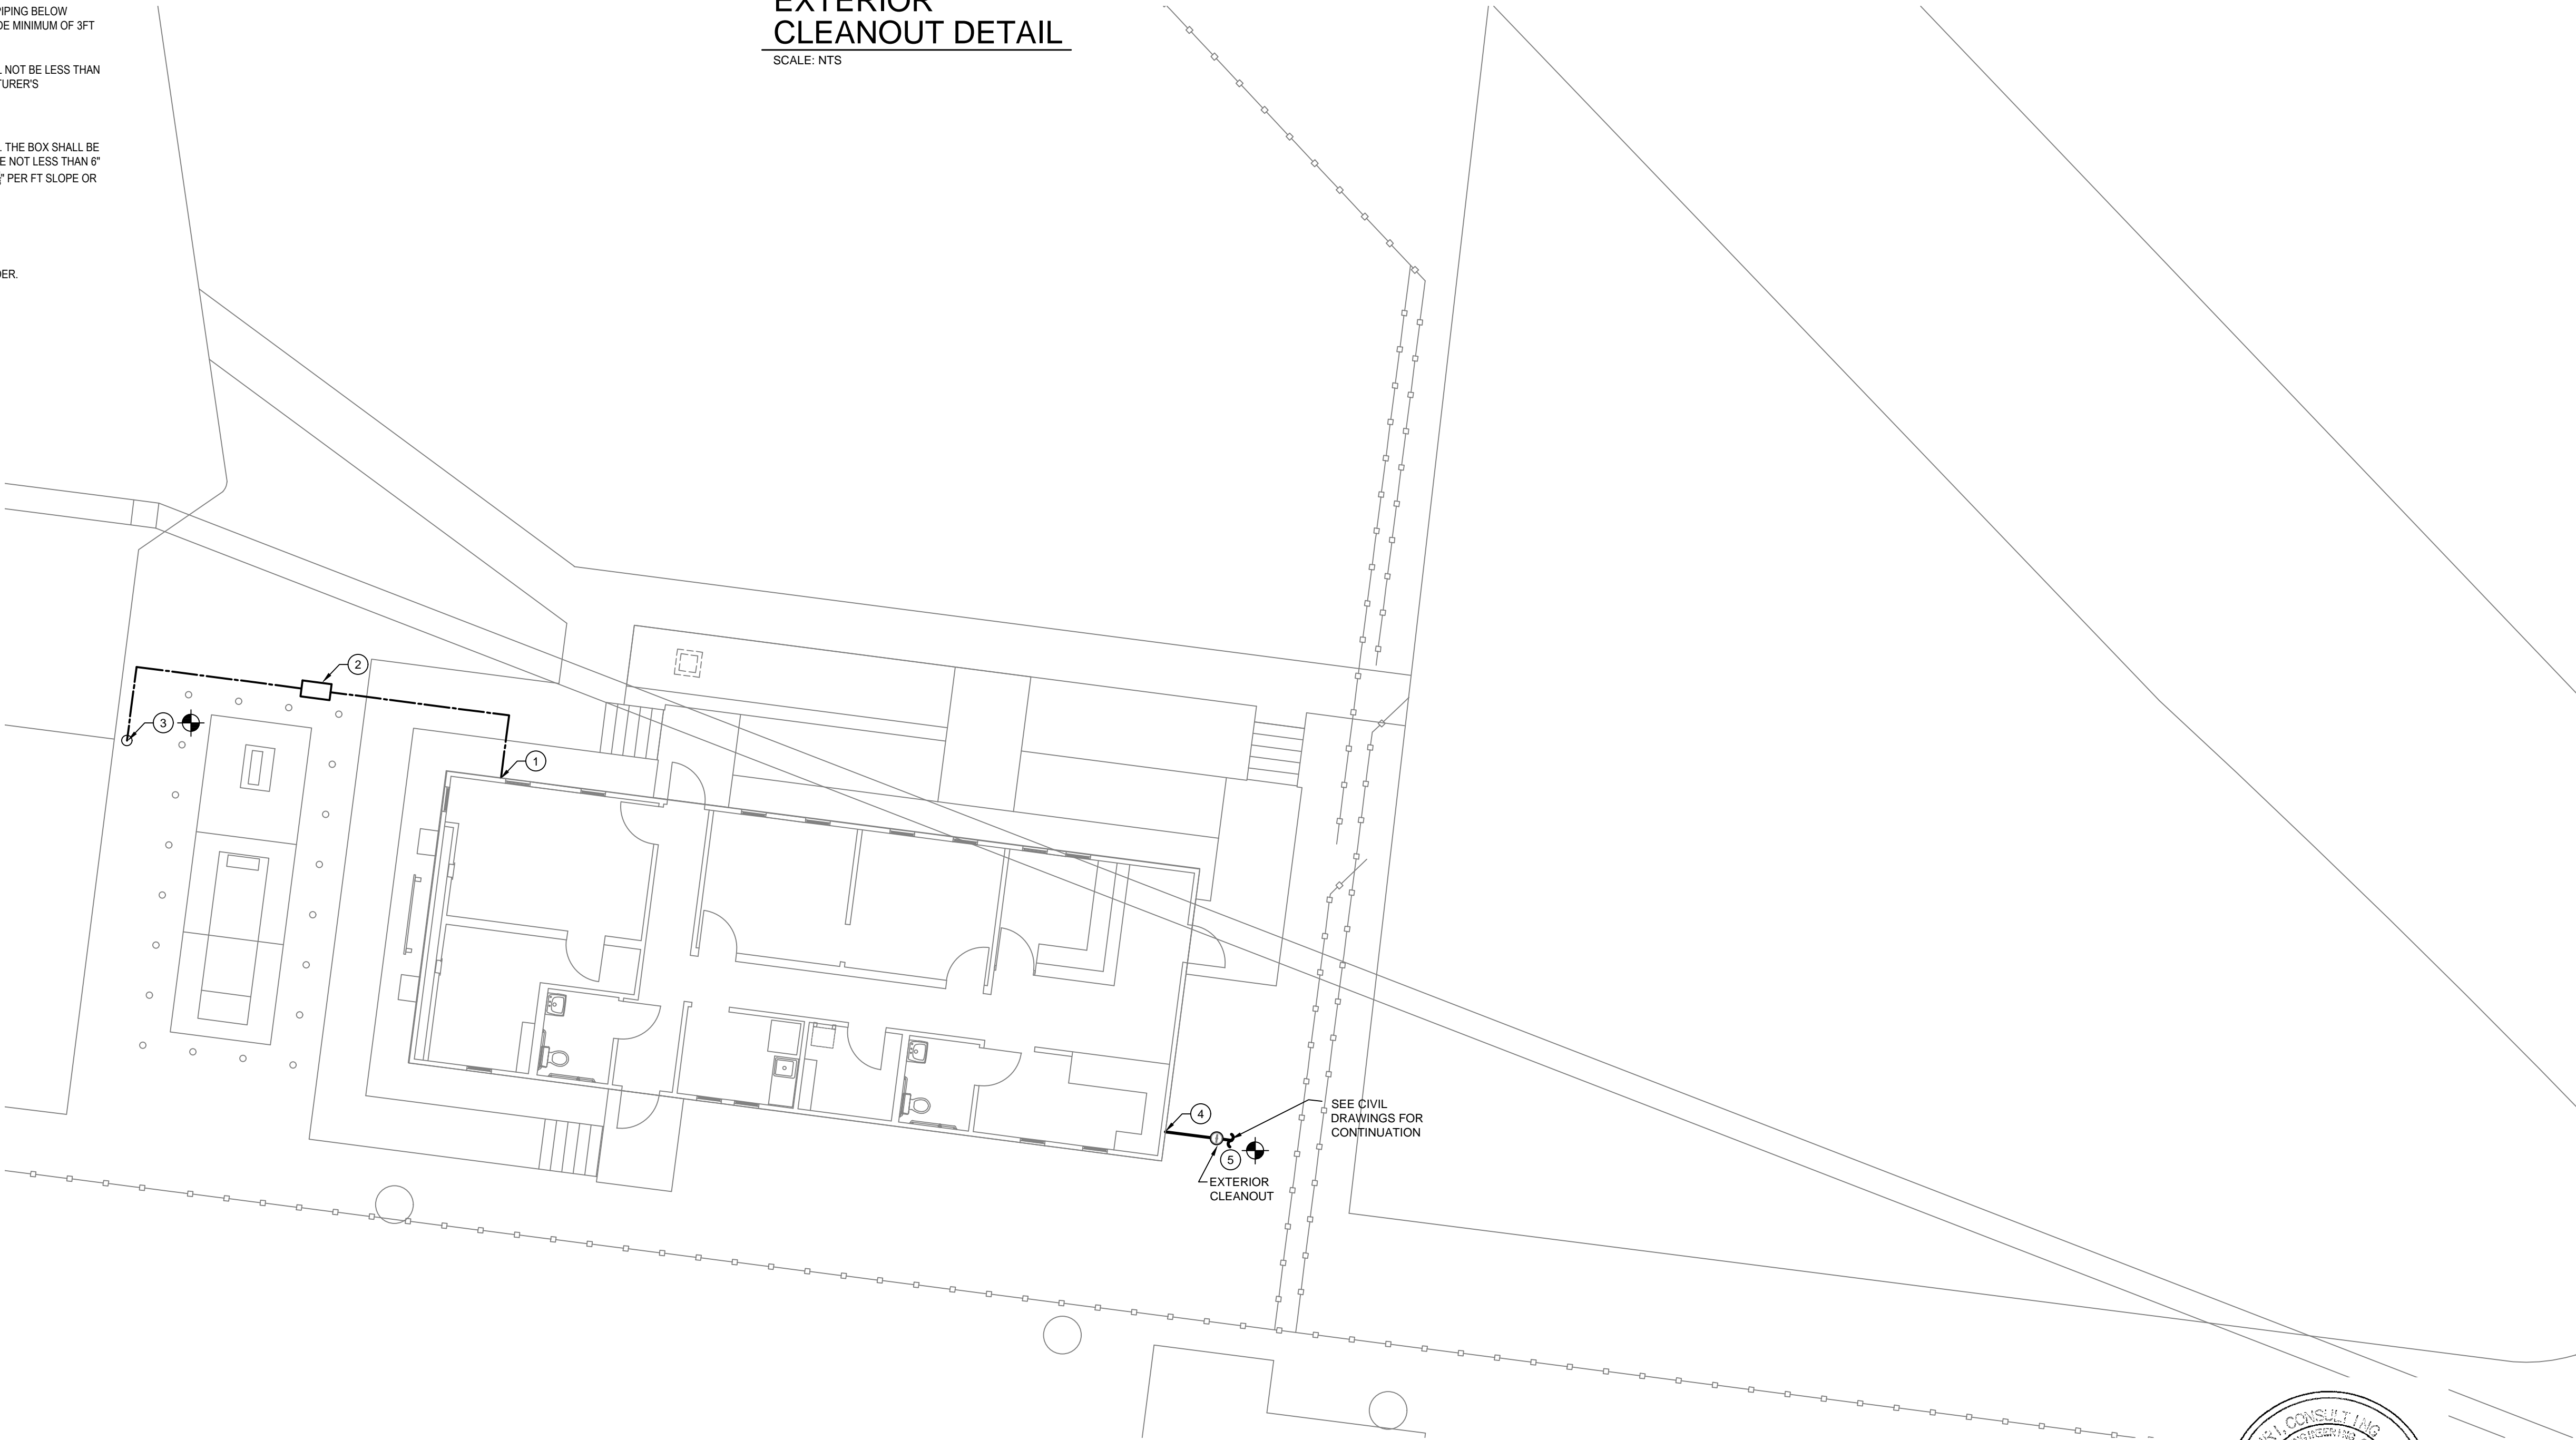 PIPING BELOW
DE MINIMUM OF 3FT
NOT BE LESS THAN
TURER'S
THE BOX SHALL BE
E NOT LESS THAN 6"
" PER FT SLOPE OR
DER.
EXTERIOR
CLEANOUT DETAIL
SCALE: NTS
2
3
1
4
SEE CIVIL
DRAWINGS FOR
CONTINUATION
5
EXTERIOR
CLEANOUT
CONSULTING